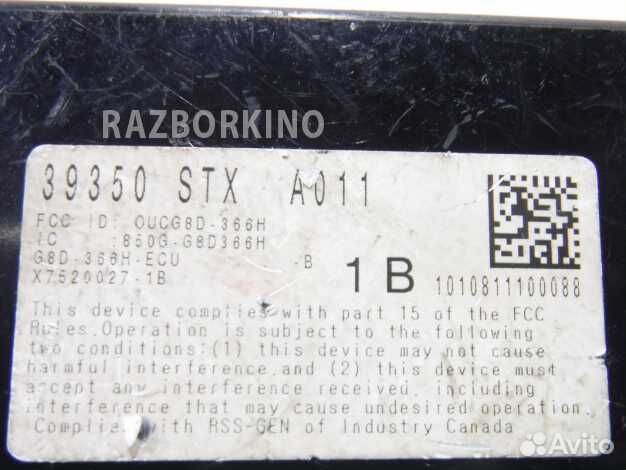 RAZBORKINO
39350 STX A011
FCC ID: OUCG8D-366H
IC :850G-G8D366H
G8D-366H-ECU -B
X7520027-1B
1B 1010811100088
This device complies with part 15 of the FCC
Rules.Operation is subject to the following
two conditions:(1) this device may not cause
harmful interference,and (2) this device must
accept any interference received, including
interference that may cause undesired operation.
Complies with RSS-GEN of Industry Canada
Avito